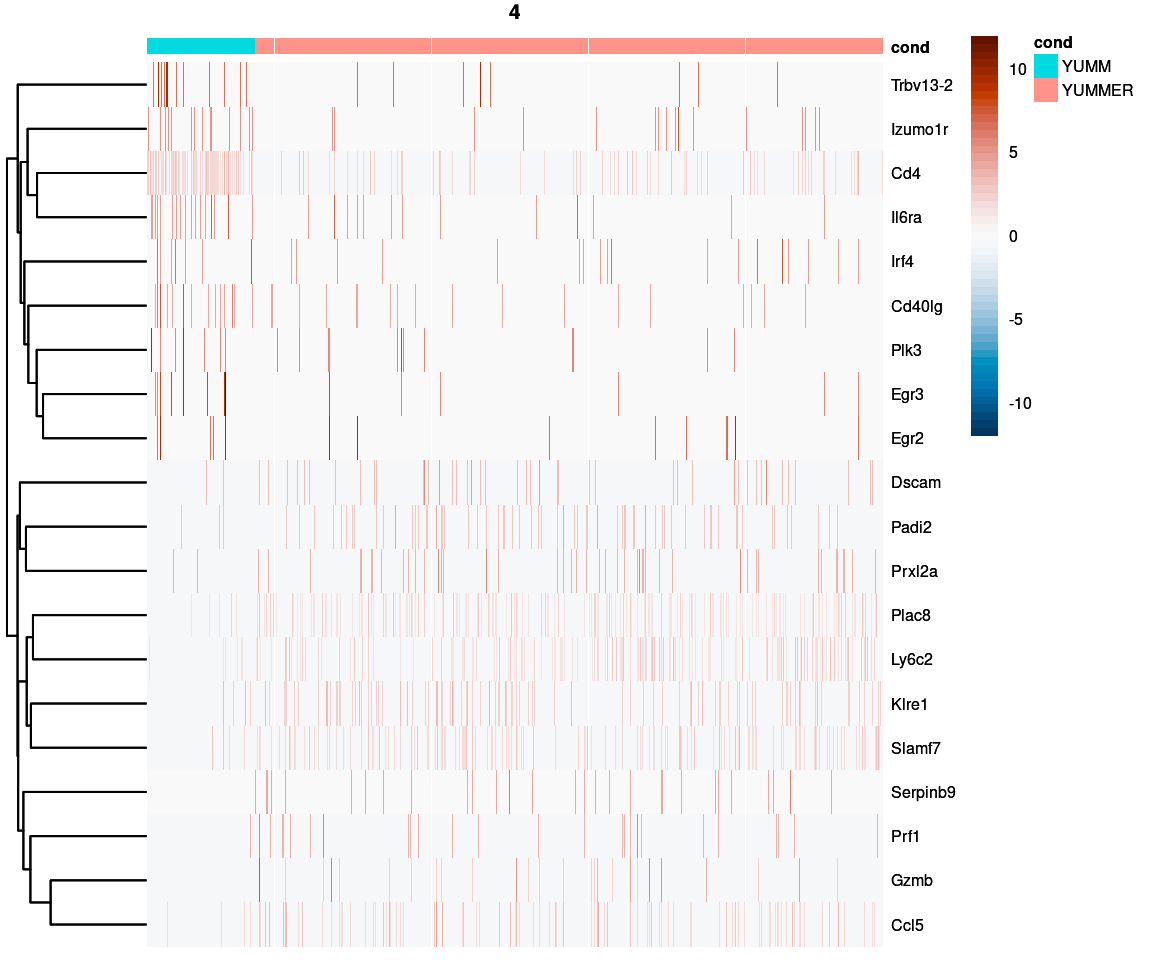 4
cond
Trbv13-2
Izumo1r
Cd4
Il6ra
Irf4
Cd40lg
Plk3
Egr3
Egr2
Dscam
Padi2
Prxl2a
Plac8
Ly6c2
Klre1
Slamf7
Serpinb9
Prf1
Gzmb
Ccl5
10
5
0
-5
-10
cond
YUMM
YUMMER